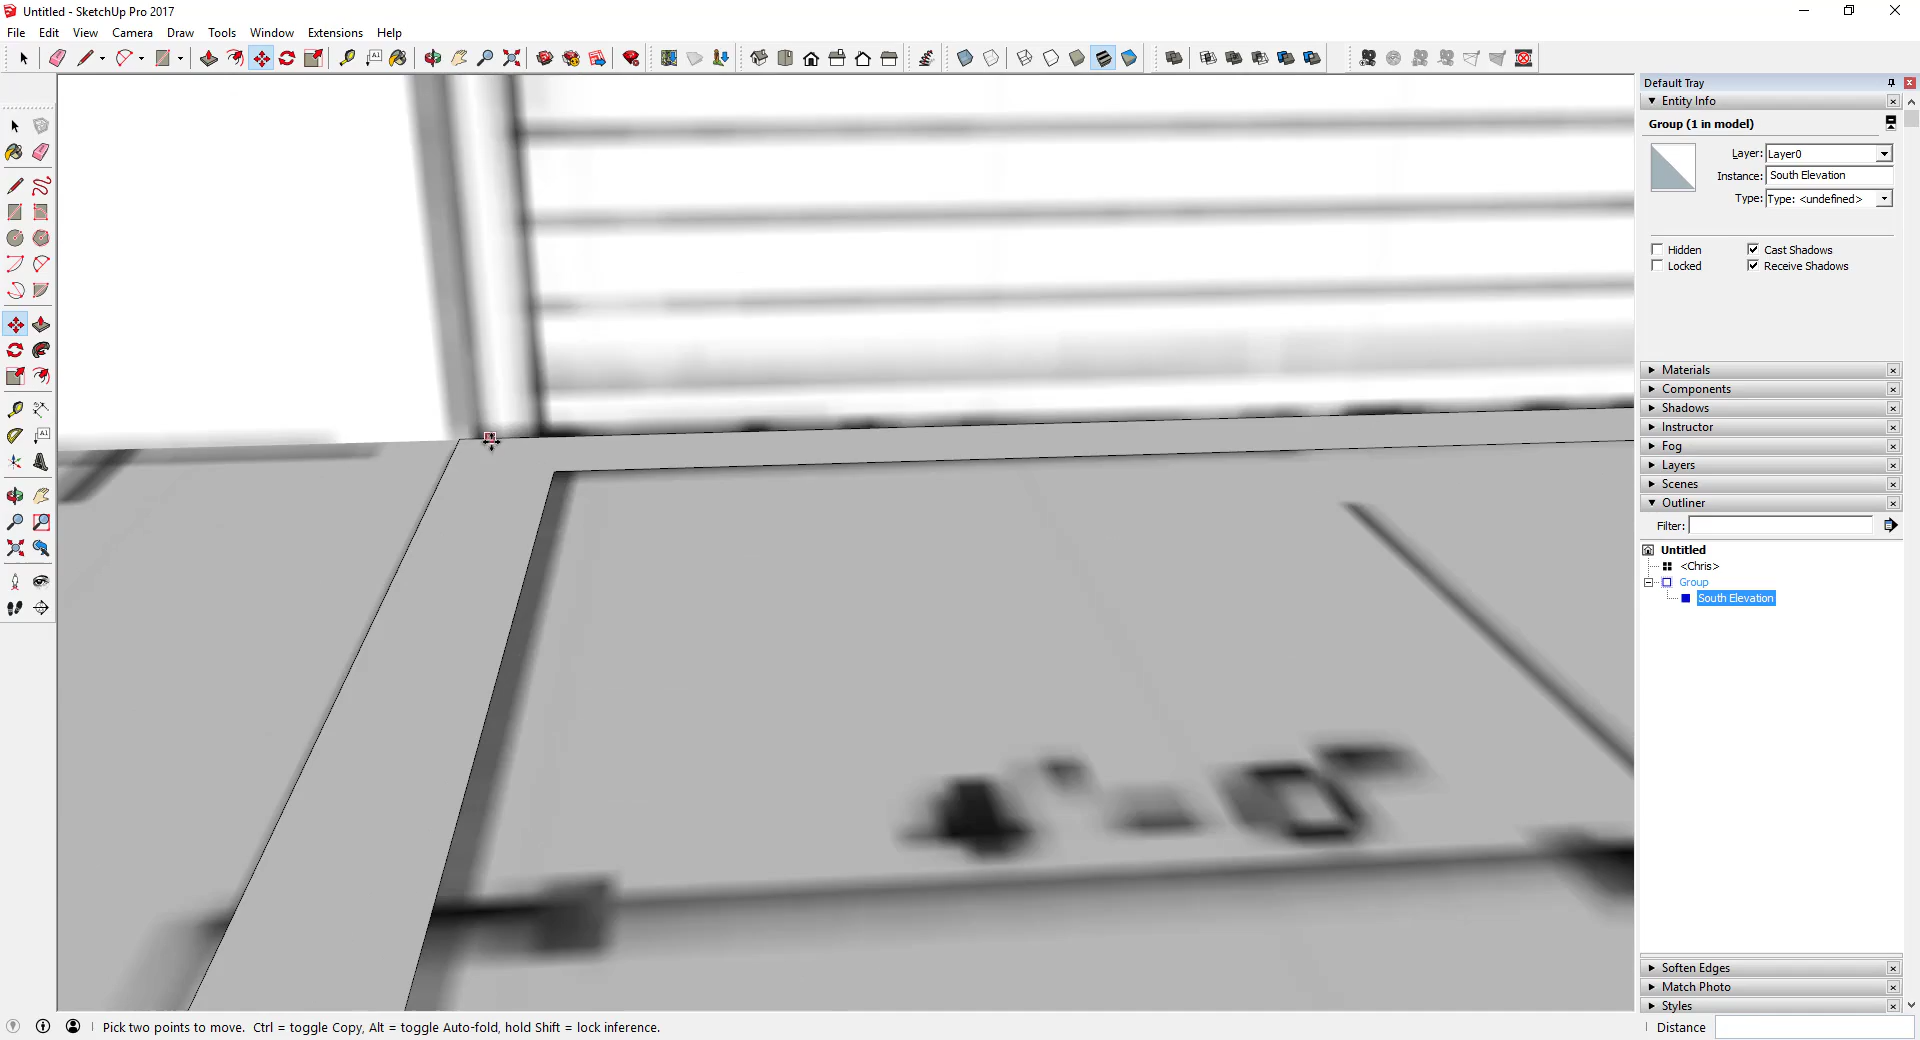 Untitled - SketchUp Pro 2017
File Edit View Camera Draw Tools Window Extensions Help
Default Tray
Entity Info
Group (1 in model)
Layer: Layer0
Instance: South Elevation
Type: Type: <undefined>
Hidden Cast Shadows
Locked Receive Shadows
Materials
Components
Shadows
Instructor
Fog
Layers
Scenes
Outliner
Filter:
Untitled
<Chris>
Group
South Elevation
Soften Edges
Match Photo
Styles
Pick two points to move. Ctrl = toggle Copy, Alt = toggle Auto-fold, hold Shift = lock inference.
Distance